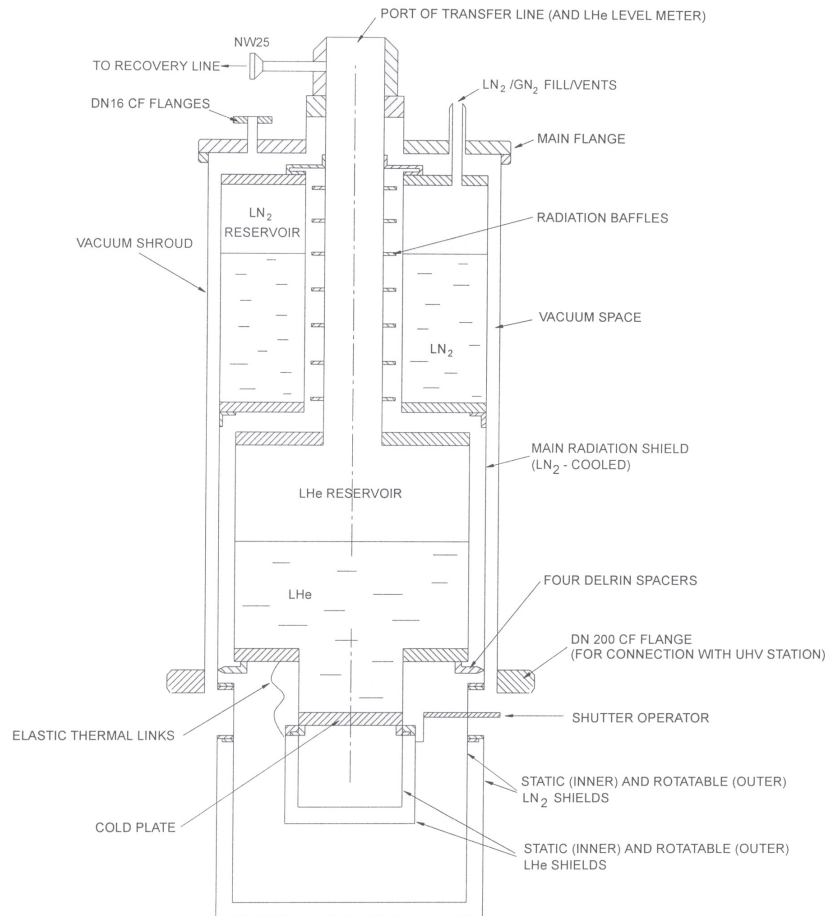 PORT OF TRANSFER LINE (AND LHe LEVEL METER)
NW25
TO RECOVERY LINE
LN2 /GN2 FILL/VENTS
DN16 CF FLANGES
MAIN FLANGE
LN2
RESERVOIR
RADIATION BAFFLES
VACUUM SHROUD
VACUUM SPACE
LN2
MAIN RADIATION SHIELD
(LN2 - COOLED)
LHe RESERVOIR
FOUR DELRIN SPACERS
LHe
DN 200 CF FLANGE
(FOR CONNECTION WITH UHV STATION)
SHUTTER OPERATOR
ELASTIC THERMAL LINKS
STATIC (INNER) AND ROTATABLE (OUTER)
LN2 SHIELDS
COLD PLATE
STATIC (INNER) AND ROTATABLE (OUTER)
LHe SHIELDS